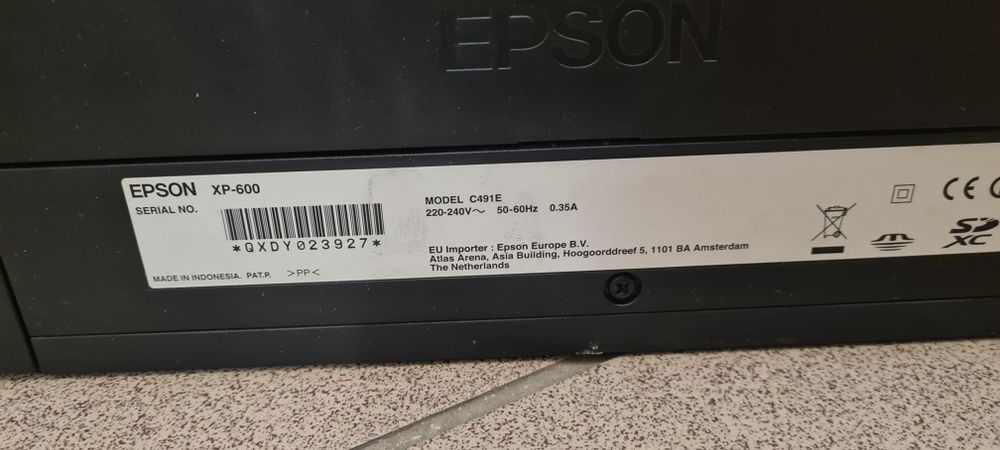 EPSON
EPSON XP-600
SERIAL NO.
*QXDY023927*
MADE IN INDONESIA. PAT.P. >PP<
MODEL C491E
220-240V～ 50-60Hz 0.35A
EU Importer : Epson Europe B.V.
Atlas Arena, Asia Building, Hoogoorddreef 5, 1101 BA Amsterdam
The Netherlands
CE
SD
XC